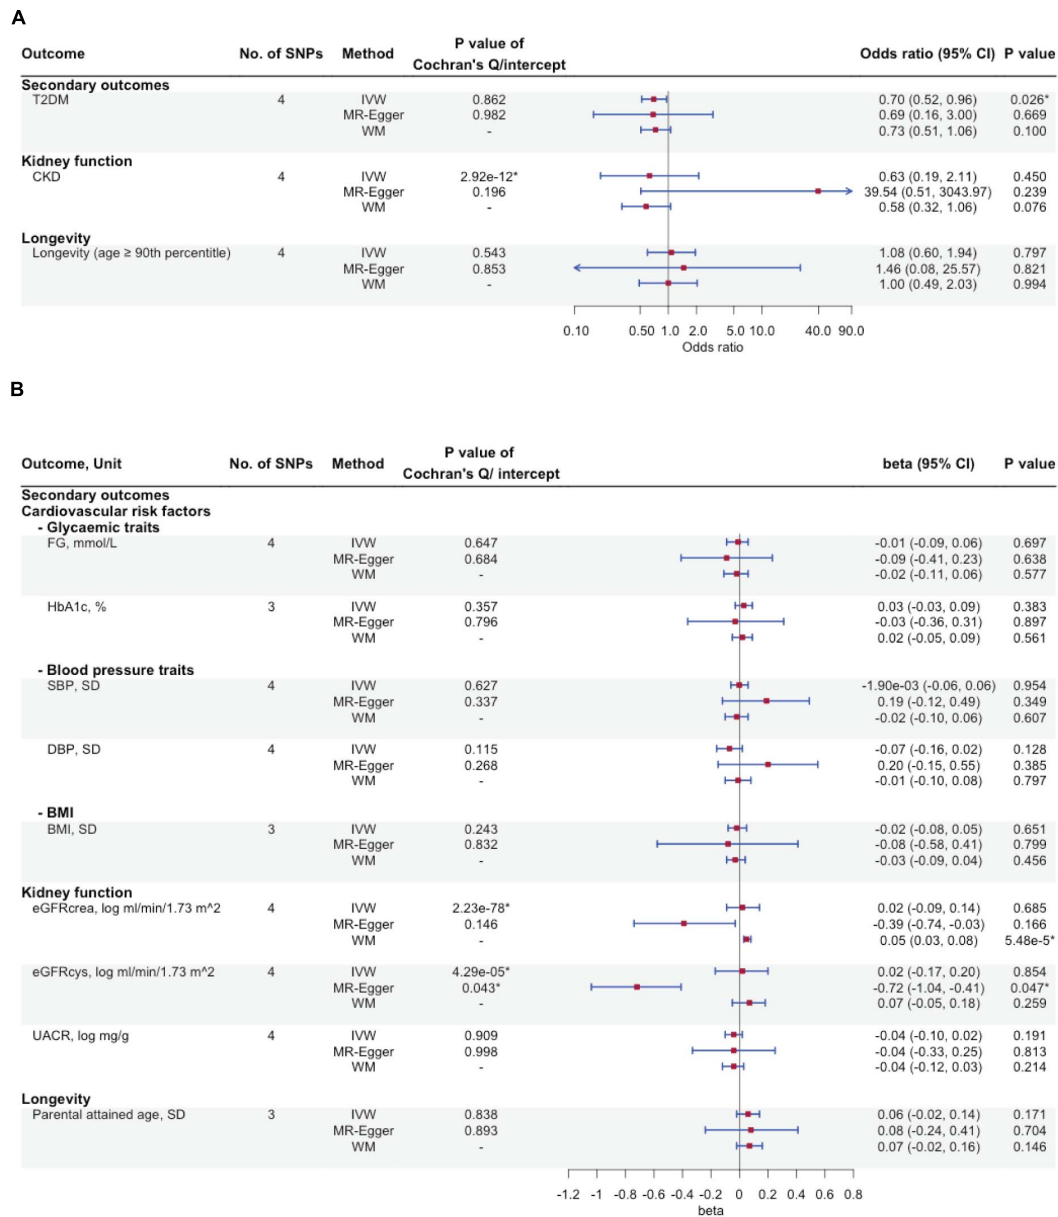 A
Outcome No. of SNPs Method P value of Cochran's Q/intercept Odds ratio (95% CI) P value
Secondary outcomes
T2DM 4 IVW 0.862 0.70 (0.52, 0.96) 0.026*
MR-Egger 0.982 0.69 (0.16, 3.00) 0.669
WM - 0.73 (0.51, 1.06) 0.100
Kidney function
CKD 4 IVW 2.92e-12* 0.63 (0.19, 2.11) 0.450
MR-Egger 0.196 39.54 (0.51, 3043.97) 0.239
WM - 0.58 (0.32, 1.06) 0.076
Longevity
Longevity (age ≥ 90th percentitle) 4 IVW 0.543 1.08 (0.60, 1.94) 0.797
MR-Egger 0.853 1.46 (0.08, 25.57) 0.821
WM - 1.00 (0.49, 2.03) 0.994
0.10 0.50 1.0 2.0 5.0 10.0 40.0 90.0
Odds ratio
B
Outcome, Unit No. of SNPs Method P value of Cochran's Q/ intercept beta (95% CI) P value
Secondary outcomes
Cardiovascular risk factors
- Glycaemic traits
FG, mmol/L 4 IVW 0.647 -0.01 (-0.09, 0.06) 0.697
MR-Egger 0.684 -0.09 (-0.41, 0.23) 0.638
WM - -0.02 (-0.11, 0.06) 0.577
HbA1c, % 3 IVW 0.357 0.03 (-0.03, 0.09) 0.383
MR-Egger 0.796 -0.03 (-0.36, 0.31) 0.897
WM - 0.02 (-0.05, 0.09) 0.561
- Blood pressure traits
SBP, SD 4 IVW 0.627 -1.90e-03 (-0.06, 0.06) 0.954
MR-Egger 0.337 0.19 (-0.12, 0.49) 0.349
WM - -0.02 (-0.10, 0.06) 0.607
DBP, SD 4 IVW 0.115 -0.07 (-0.16, 0.02) 0.128
MR-Egger 0.268 0.20 (-0.15, 0.55) 0.385
WM - -0.01 (-0.10, 0.08) 0.797
- BMI
BMI, SD 3 IVW 0.243 -0.02 (-0.08, 0.05) 0.651
MR-Egger 0.832 -0.08 (-0.58, 0.41) 0.799
WM - -0.03 (-0.09, 0.04) 0.456
Kidney function
eGFRcrea, log ml/min/1.73 m^2 4 IVW 2.23e-78* 0.02 (-0.09, 0.14) 0.685
MR-Egger 0.146 -0.39 (-0.74, -0.03) 0.166
WM - 0.05 (0.03, 0.08) 5.48e-5*
eGFRcys, log ml/min/1.73 m^2 4 IVW 4.29e-05* 0.02 (-0.17, 0.20) 0.854
MR-Egger 0.043* -0.72 (-1.04, -0.41) 0.047*
WM - 0.07 (-0.05, 0.18) 0.259
UACR, log mg/g 4 IVW 0.909 -0.04 (-0.10, 0.02) 0.191
MR-Egger 0.998 -0.04 (-0.33, 0.25) 0.813
WM - -0.04 (-0.12, 0.03) 0.214
Longevity
Parental attained age, SD 3 IVW 0.838 0.06 (-0.02, 0.14) 0.171
MR-Egger 0.893 0.08 (-0.24, 0.41) 0.704
WM - 0.07 (-0.02, 0.16) 0.146
-1.2 -1 -0.8 -0.6 -0.4 -0.2 0 0.2 0.4 0.6 0.8
beta